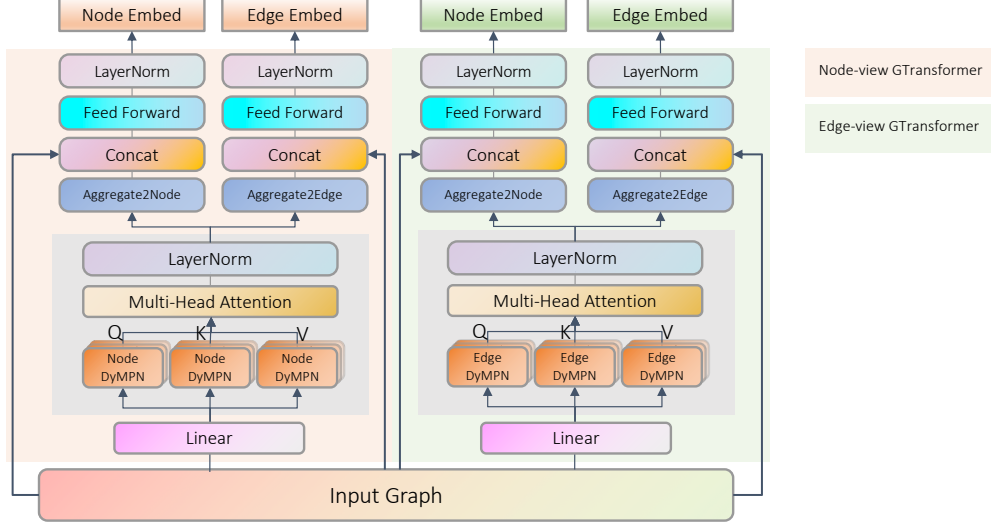 Node Embed
Edge Embed
Node Embed
Edge Embed
LayerNorm
LayerNorm
LayerNorm
LayerNorm
Node-view GTransformer
Feed Forward
Feed Forward
Feed Forward
Feed Forward
Edge-view GTransformer
Concat
Concat
Concat
Concat
Aggregate2Node
Aggregate2Edge
Aggregate2Node
Aggregate2Edge
LayerNorm
LayerNorm
Multi-Head Attention
Multi-Head Attention
Q
K
V
Q
K
V
Node
DyMPN
Node
DyMPN
Node
DyMPN
Edge
DyMPN
Edge
DyMPN
Edge
DyMPN
Linear
Linear
Input Graph